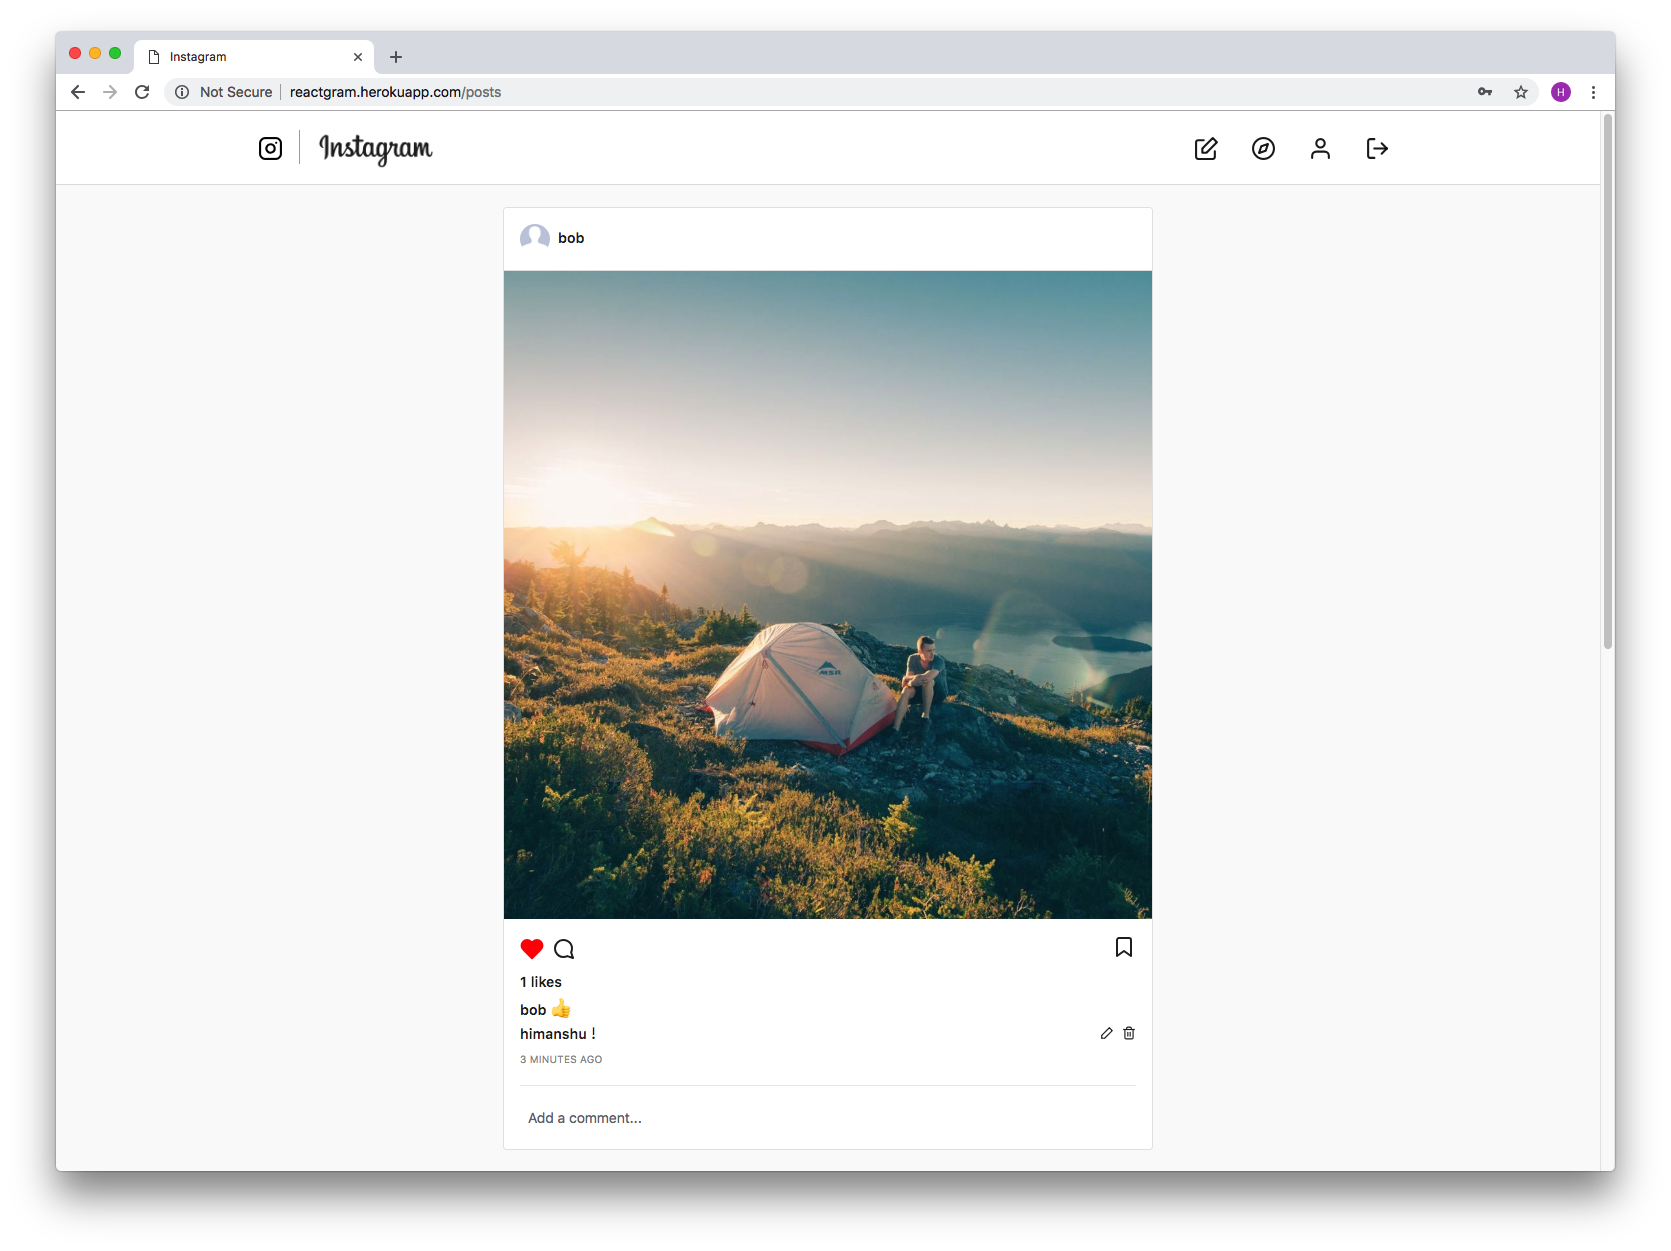 Instagram
Not Secure reactgram.herokuapp.com/posts
H
Instagram
bob
MSR
1 likes
bob 👍
himanshu !
3 MINUTES AGO
Add a comment...